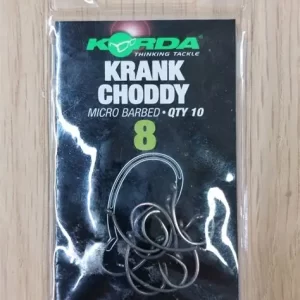 KORDA
THINKING TACKLE
KRANK
CHODDY
MICRO BARBED • QTY 10
8